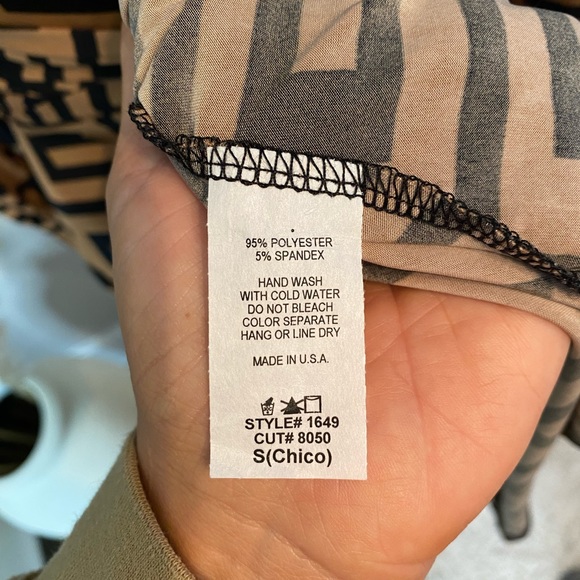 95% POLYESTER
5% SPANDEX
HAND WASH
WITH COLD WATER
DO NOT BLEACH
COLOR SEPARATE
HANG OR LINE DRY
MADE IN U.S.A.
STYLE# 1649
CUT# 8050
S(Chico)